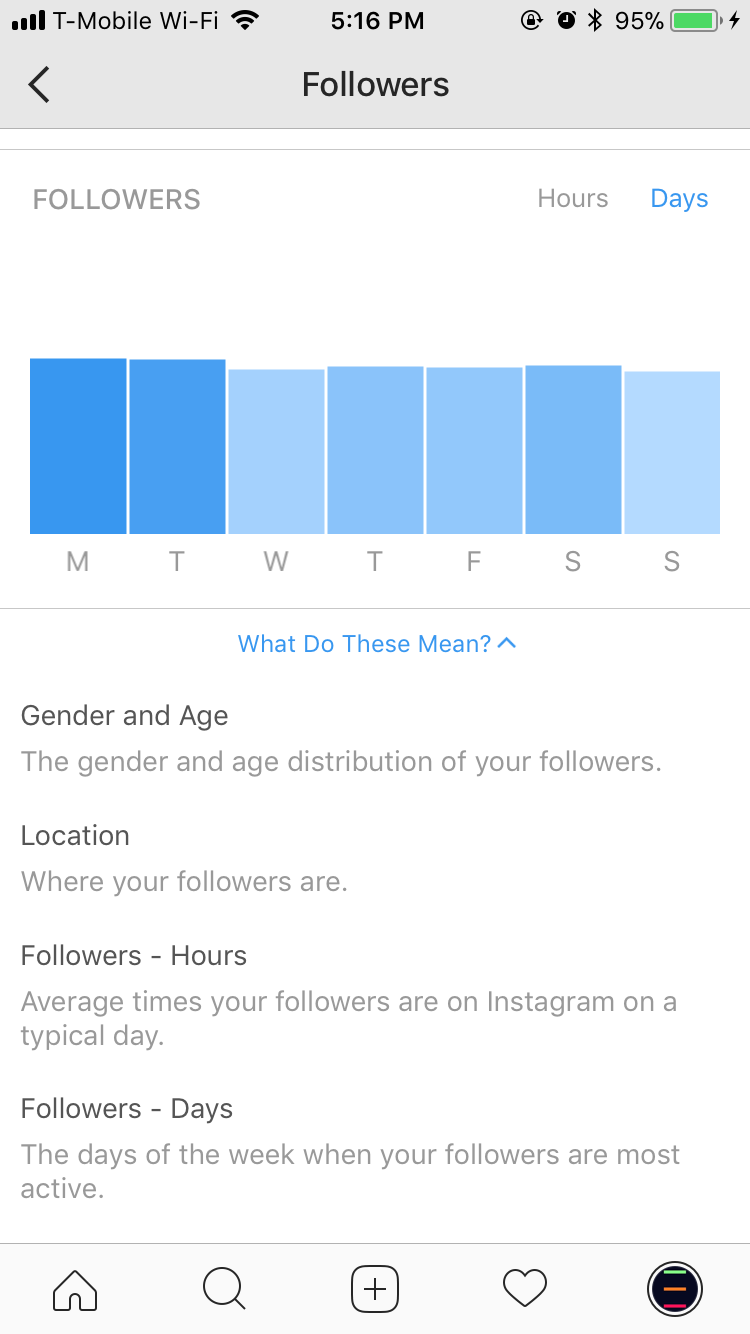 T-Mobile Wi-Fi 5:16 PM 95%
Followers
FOLLOWERS Hours Days
M T W T F S S
What Do These Mean?
Gender and Age
The gender and age distribution of your followers.
Location
Where your followers are.
Followers - Hours
Average times your followers are on Instagram on a
typical day.
Followers - Days
The days of the week when your followers are most
active.